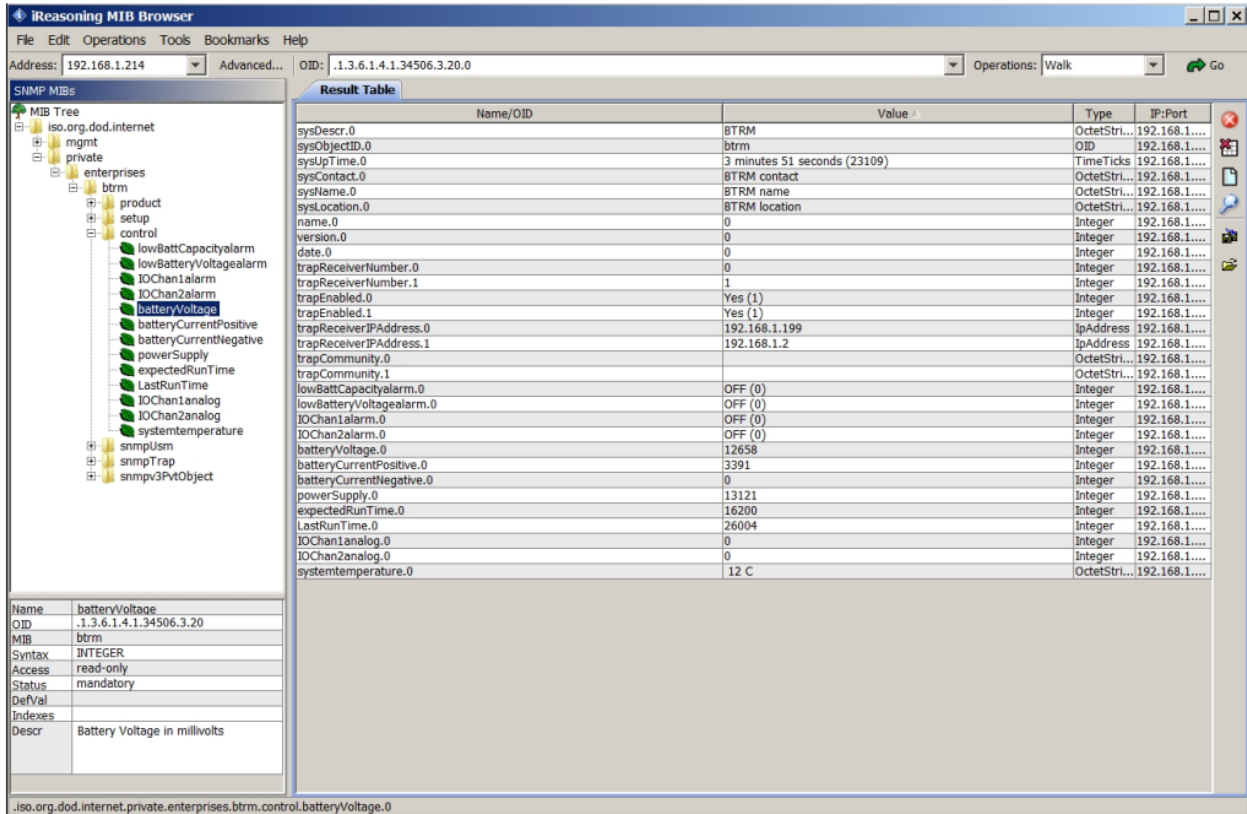 iReasoning MIB Browser
File Edit Operations Tools Bookmarks Help
Address: 192.168.1.214 Advanced... OID: .1.3.6.1.4.1.34506.3.20.0 Operations: Walk Go
SNMP MIBs
MIB Tree
iso.org.dod.internet
mgmt
private
enterprises
btrm
product
setup
control
lowBattCapacityalarm
lowBatteryVoltagealarm
IOChan1alarm
IOChan2alarm
batteryVoltage
batteryCurrentPositive
batteryCurrentNegative
powerSupply
expectedRunTime
LastRunTime
IOChan1analog
IOChan2analog
systemtemperature
snmpUsm
snmpTrap
snmpv3PvtObject
Name batteryVoltage
OID .1.3.6.1.4.1.34506.3.20
MIB btrm
Syntax INTEGER
Access read-only
Status mandatory
DefVal
Indexes
Descr Battery Voltage in millivolts
Result Table
Name/OID Value Type IP:Port
sysDescr.0 BTRM OctetStri... 192.168.1....
sysObjectID.0 btrm OID 192.168.1....
sysUpTime.0 3 minutes 51 seconds (23109) TimeTicks 192.168.1....
sysContact.0 BTRM contact OctetStri... 192.168.1....
sysName.0 BTRM name OctetStri... 192.168.1....
sysLocation.0 BTRM location OctetStri... 192.168.1....
name.0 0 Integer 192.168.1....
version.0 0 Integer 192.168.1....
date.0 0 Integer 192.168.1....
trapReceiverNumber.0 0 Integer 192.168.1....
trapReceiverNumber.1 1 Integer 192.168.1....
trapEnabled.0 Yes (1) Integer 192.168.1....
trapEnabled.1 Yes (1) Integer 192.168.1....
trapReceiverIPAddress.0 192.168.1.199 IpAddress 192.168.1....
trapReceiverIPAddress.1 192.168.1.2 IpAddress 192.168.1....
trapCommunity.0 OctetStri... 192.168.1....
trapCommunity.1 OctetStri... 192.168.1....
lowBattCapacityalarm.0 OFF (0) Integer 192.168.1....
lowBatteryVoltagealarm.0 OFF (0) Integer 192.168.1....
IOChan1alarm.0 OFF (0) Integer 192.168.1....
IOChan2alarm.0 OFF (0) Integer 192.168.1....
batteryVoltage.0 12658 Integer 192.168.1....
batteryCurrentPositive.0 3391 Integer 192.168.1....
batteryCurrentNegative.0 0 Integer 192.168.1....
powerSupply.0 13121 Integer 192.168.1....
expectedRunTime.0 16200 Integer 192.168.1....
LastRunTime.0 26004 Integer 192.168.1....
IOChan1analog.0 0 Integer 192.168.1....
IOChan2analog.0 0 Integer 192.168.1....
systemtemperature.0 12 C OctetStri... 192.168.1....
.iso.org.dod.internet.private.enterprises.btrm.control.batteryVoltage.0